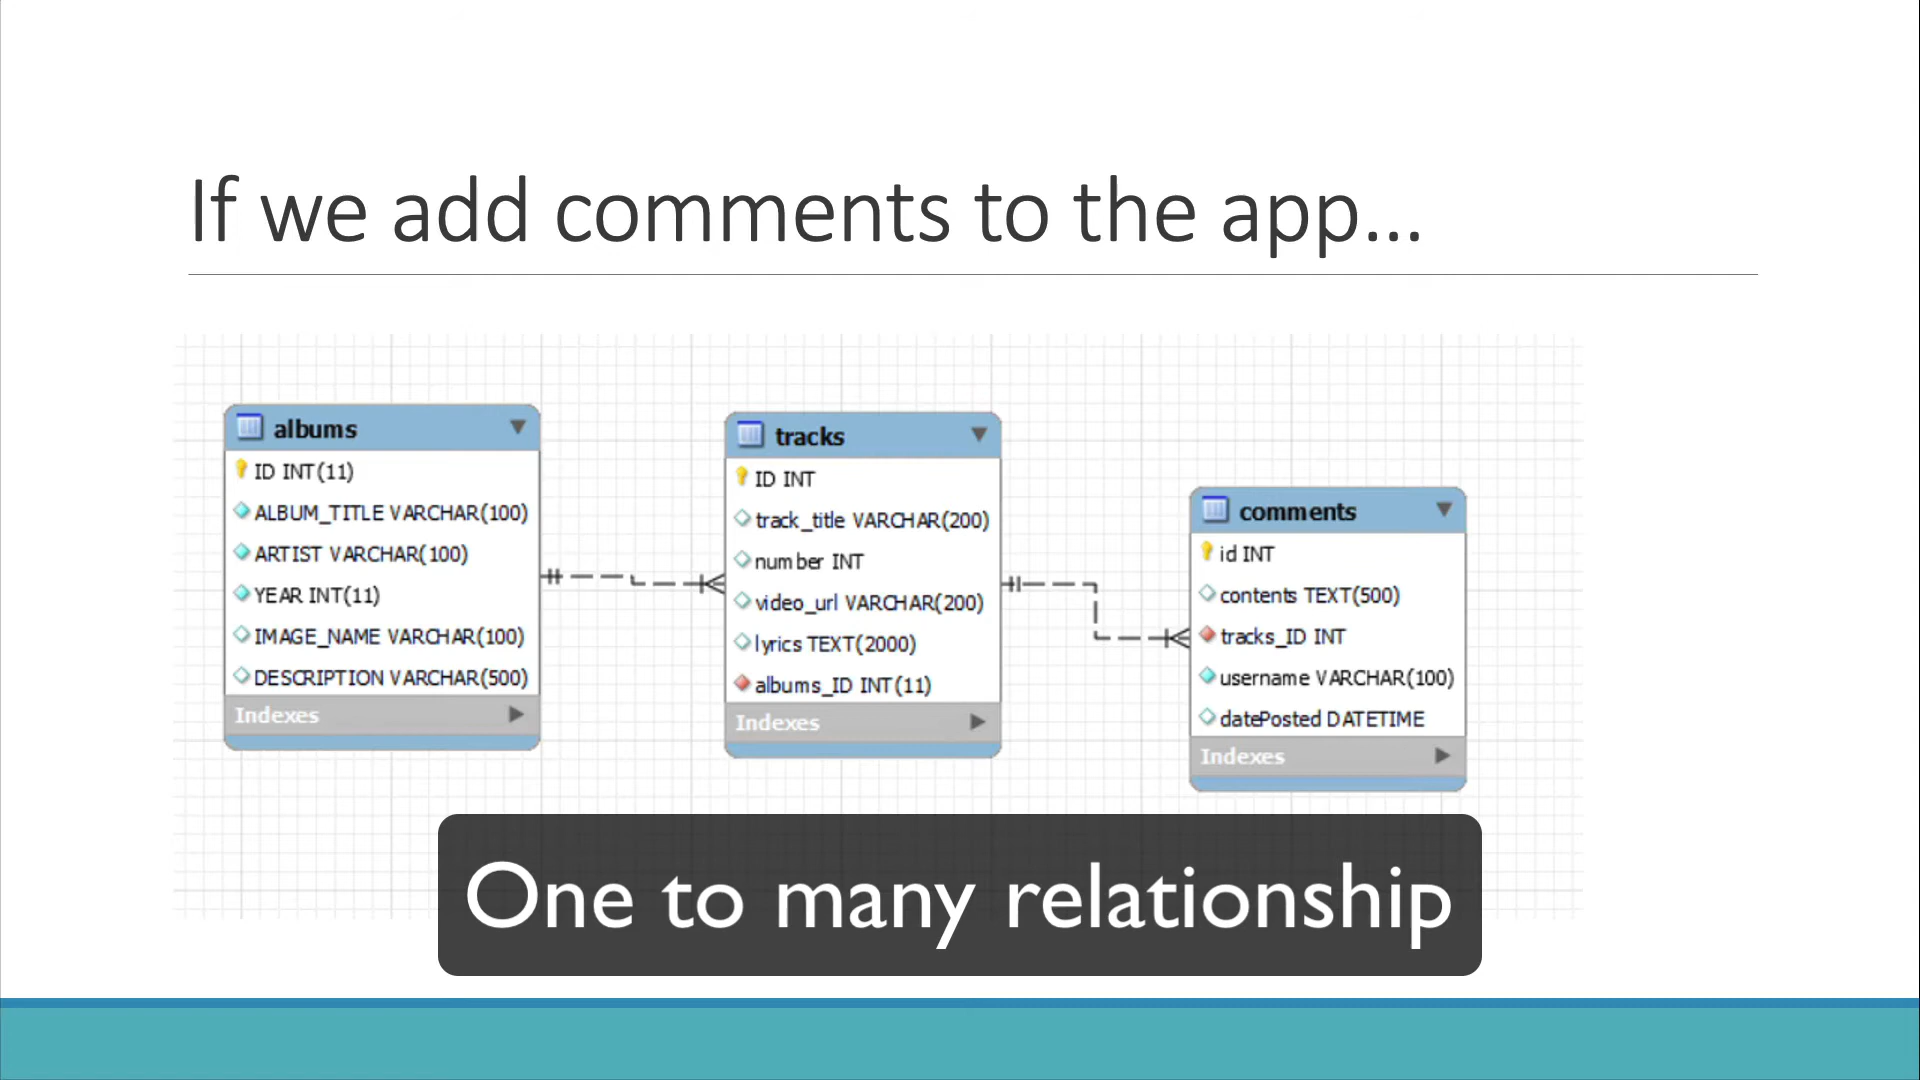 If we add comments to the app...
albums
ID INT(11)
ALBUM_TITLE VARCHAR(100)
ARTIST VARCHAR(100)
YEAR INT(11)
IMAGE_NAME VARCHAR(100)
DESCRIPTION VARCHAR(500)
Indexes
tracks
ID INT
track_title VARCHAR(200)
number INT
video_url VARCHAR(200)
lyrics TEXT(2000)
albums_ID INT(11)
Indexes
comments
id INT
contents TEXT(500)
tracks_ID INT
username VARCHAR(100)
datePosted DATETIME
Indexes
One to many relationship